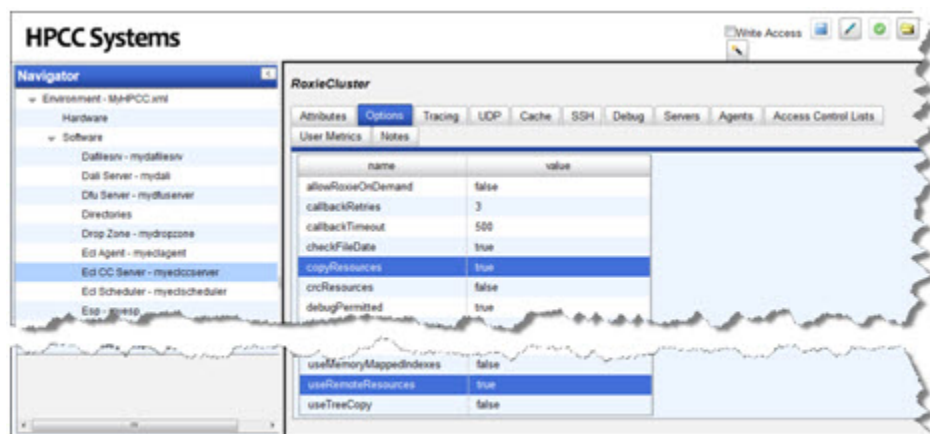 HPCC Systems
Write Access
Navigator
Environment - MyHPCC.xml
Hardware
Software
Dafilesrv - mydafilesrv
Dali Server - mydali
Dfu Server - mydfuserver
Directories
Drop Zone - mydropzone
Ecl Agent - myeclagent
Ecl CC Server - myeclccserver
Ecl Scheduler - myeclscheduler
Esp - myesp
RoxieCluster
Attributes Options Tracing UDP Cache SSH Debug Servers Agents Access Control Lists
User Metrics Notes
name value
allowRoxieOnDemand false
callbackRetries 3
callbackTimeout 500
checkFileDate true
copyResources true
crcResources false
debugPermitted true
useMemoryMappedIndexes false
useRemoteResources true
useTreeCopy false